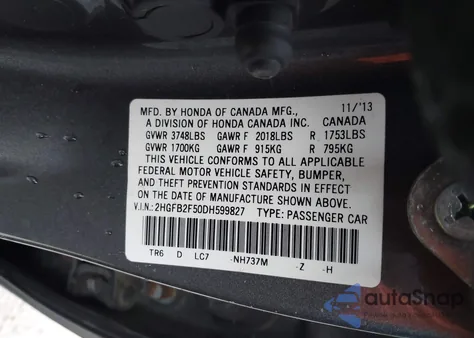 MFD. BY HONDA OF CANADA MFG., 11/'13
A DIVISION OF HONDA CANADA INC. CANADA
GVWR 3748LBS GAWR F 2018LBS R 1753LBS
GVWR 1700KG GAWR F 915KG R 795KG
THIS VEHICLE CONFORMS TO ALL APPLICABLE
FEDERAL MOTOR VEHICLE SAFETY, BUMPER,
AND THEFT PREVENTION STANDARDS IN EFFECT
ON THE DATE OF MANUFACTURE SHOWN ABOVE.
V.I.N.: 2HGFB2F50DH599827 TYPE: PASSENGER CAR
TR6 D LC7 -NH737M -Z -H
autoSnap